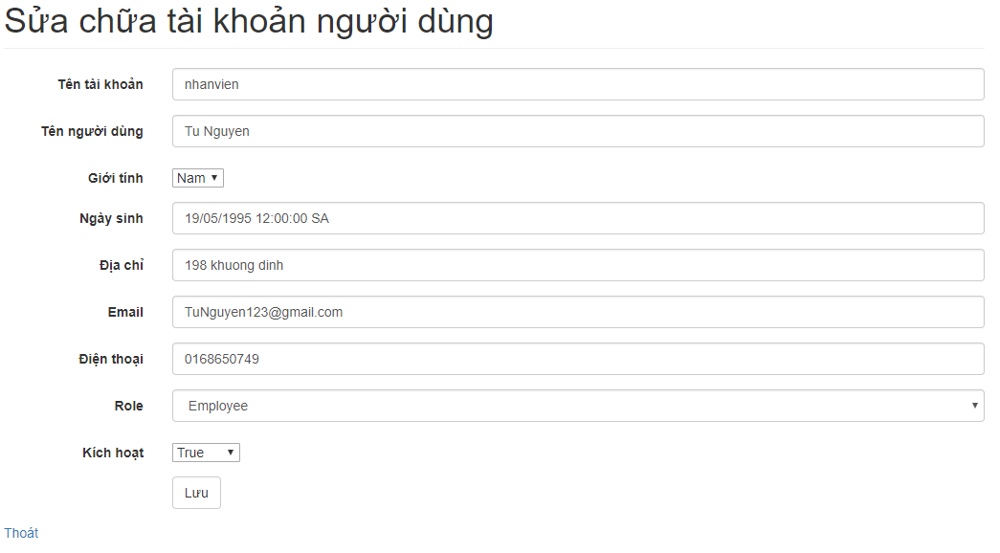 Sửa chữa tài khoản người dùng
Tên tài khoản nhanvien
Tên người dùng Tu Nguyen
Giới tính Nam
Ngày sinh 19/05/1995 12:00:00 SA
Địa chỉ 198 khuong dinh
Email TuNguyen123@gmail.com
Điện thoại 0168650749
Role Employee
Kích hoạt True
Lưu
Thoát